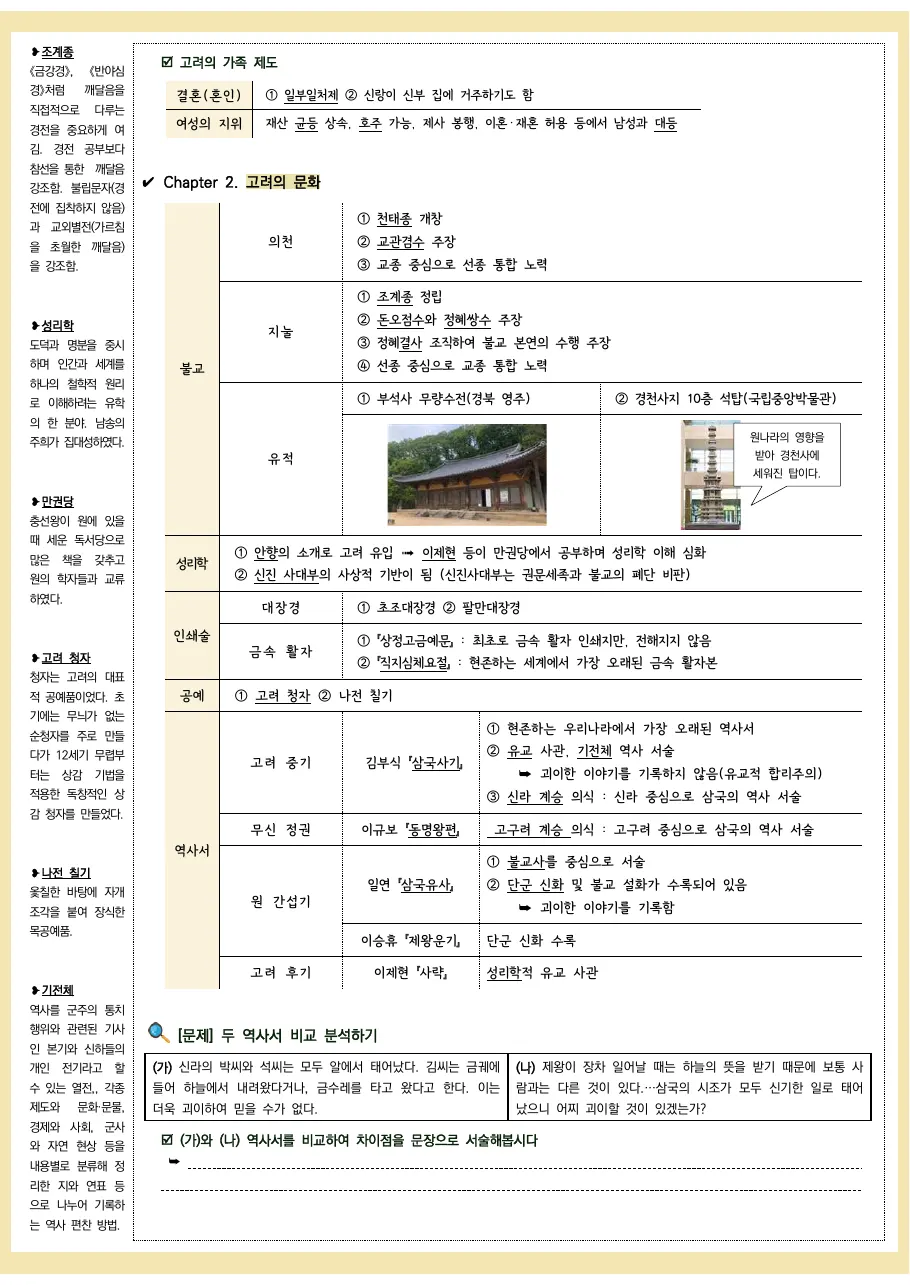 ❥조계종
《금강경》, 《반야심
경》처럼 깨달음을
직접적으로 다루는
경전을 중요하게 여
김. 경전 공부보다
참선을 통한 깨달음
강조함. 불립문자(경
전에 집착하지 않음)
과 교외별전(가르침
을 초월한 깨달음)
을 강조함.
❥성리학
도덕과 명분을 중시
하며 인간과 세계를
하나의 철학적 원리
로 이해하려는 유학
의 한 분야. 남송의
주희가 집대성하였다.
❥만권당
충선왕이 원에 있을
때 세운 독서당으로
많은 책을 갖추고
원의 학자들과 교류
하였다.
❥고려 청자
청자는 고려의 대표
적 공예품이었다. 초
기에는 무늬가 없는
순청자를 주로 만들
다가 12세기 무렵부
터는 상감 기법을
적용한 독창적인 상
감 청자를 만들었다.
❥나전 칠기
옻칠한 바탕에 자개
조각을 붙여 장식한
목공예품.
❥기전체
역사를 군주의 통치
행위와 관련된 기사
인 본기와 신하들의
개인 전기라고 할
수 있는 열전,, 각종
제도와 문화·문물,
경제와 사회, 군사
와 자연 현상 등을
내용별로 분류해 정
리한 지와 연표 등
으로 나누어 기록하
는 역사 편찬 방법.
☑ 고려의 가족 제도
결혼(혼인) ① 일부일처제 ② 신랑이 신부 집에 거주하기도 함
여성의 지위 재산 균등 상속, 호주 가능, 제사 봉행, 이혼·재혼 허용 등에서 남성과 대등
✔ Chapter 2. 고려의 문화
불교
의천
① 천태종 개창
② 교관겸수 주장
③ 교종 중심으로 선종 통합 노력
지눌
① 조계종 정립
② 돈오점수와 정혜쌍수 주장
③ 정혜결사 조직하여 불교 본연의 수행 주장
④ 선종 중심으로 교종 통합 노력
유적
① 부석사 무량수전(경북 영주)
② 경천사지 10층 석탑(국립중앙박물관)
원나라의 영향을
받아 경천사에
세워진 탑이다.
성리학
① 안향의 소개로 고려 유입 ➟ 이제현 등이 만권당에서 공부하며 성리학 이해 심화
② 신진 사대부의 사상적 기반이 됨 (신진사대부는 권문세족과 불교의 폐단 비판)
인쇄술
대장경 ① 초조대장경 ② 팔만대장경
금속 활자
① 『상정고금예문』 : 최초로 금속 활자 인쇄지만, 전해지지 않음
② 『직지심체요절』 : 현존하는 세계에서 가장 오래된 금속 활자본
공예 ① 고려 청자 ② 나전 칠기
역사서
고려 중기 김부식 『삼국사기』
① 현존하는 우리나라에서 가장 오래된 역사서
② 유교 사관, 기전체 역사 서술
➥ 괴이한 이야기를 기록하지 않음(유교적 합리주의)
③ 신라 계승 의식 : 신라 중심으로 삼국의 역사 서술
무신 정권 이규보 『동명왕편』 고구려 계승 의식 : 고구려 중심으로 삼국의 역사 서술
원 간섭기
일연 『삼국유사』
① 불교사를 중심으로 서술
② 단군 신화 및 불교 설화가 수록되어 있음
➥ 괴이한 이야기를 기록함
이승휴 『제왕운기』 단군 신화 수록
고려 후기 이제현 『사략』 성리학적 유교 사관
[문제] 두 역사서 비교 분석하기
(가) 신라의 박씨와 석씨는 모두 알에서 태어났다. 김씨는 금궤에
들어 하늘에서 내려왔다거나, 금수레를 타고 왔다고 한다. 이는
더욱 괴이하여 믿을 수가 없다.
(나) 제왕이 장차 일어날 때는 하늘의 뜻을 받기 때문에 보통 사
람과는 다른 것이 있다.…삼국의 시조가 모두 신기한 일로 태어
났으니 어찌 괴이할 것이 있겠는가?
☑ (가)와 (나) 역사서를 비교하여 차이점을 문장으로 서술해봅시다
➥